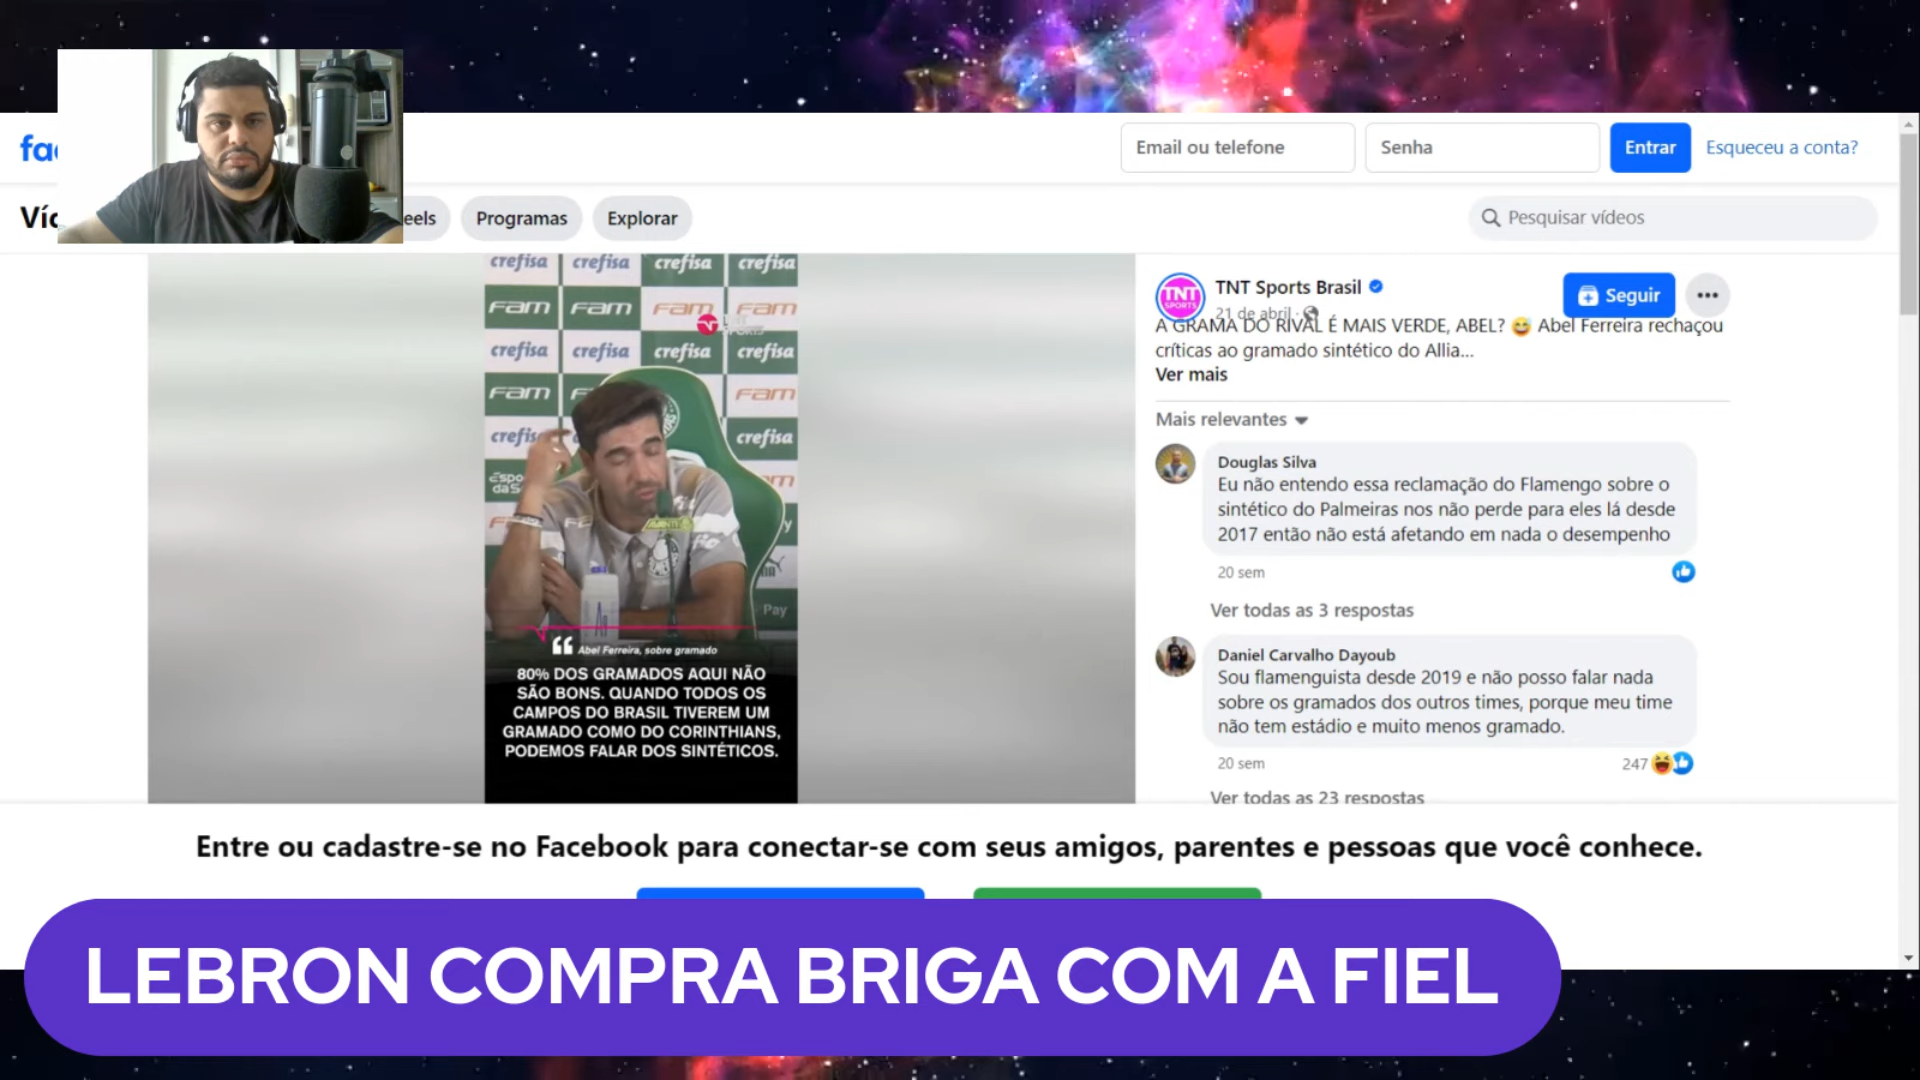 Email ou telefone
Senha
Entrar
Esqueceu a conta?
eels
Programas
Explorar
Pesquisar vídeos
crefisa crefisa crefisa crefisa
FAM FAM FAM FAM
crefisa crefisa crefisa crefisa
FAM FAM
crefisa
Pay
Abel Ferreira, sobre gramado
80% DOS GRAMADOS AQUI NÃO
SÃO BONS. QUANDO TODOS OS
CAMPOS DO BRASIL TIVEREM UM
GRAMADO COMO DO CORINTHIANS,
PODEMOS FALAR DOS SINTÉTICOS.
TNT SPORTS
TNT Sports Brasil
21 de abril ·
Seguir
A GRAMA DO RIVAL É MAIS VERDE, ABEL? 😅 Abel Ferreira rechaçou
críticas ao gramado sintético do Allia...
Ver mais
Mais relevantes
Douglas Silva
Eu não entendo essa reclamação do Flamengo sobre o
sintético do Palmeiras nos não perde para eles lá desde
2017 então não está afetando em nada o desempenho
20 sem
Ver todas as 3 respostas
Daniel Carvalho Dayoub
Sou flamenguista desde 2019 e não posso falar nada
sobre os gramados dos outros times, porque meu time
não tem estádio e muito menos gramado.
20 sem
247
Ver todas as 23 respostas
Entre ou cadastre-se no Facebook para conectar-se com seus amigos, parentes e pessoas que você conhece.
LEBRON COMPRA BRIGA COM A FIEL